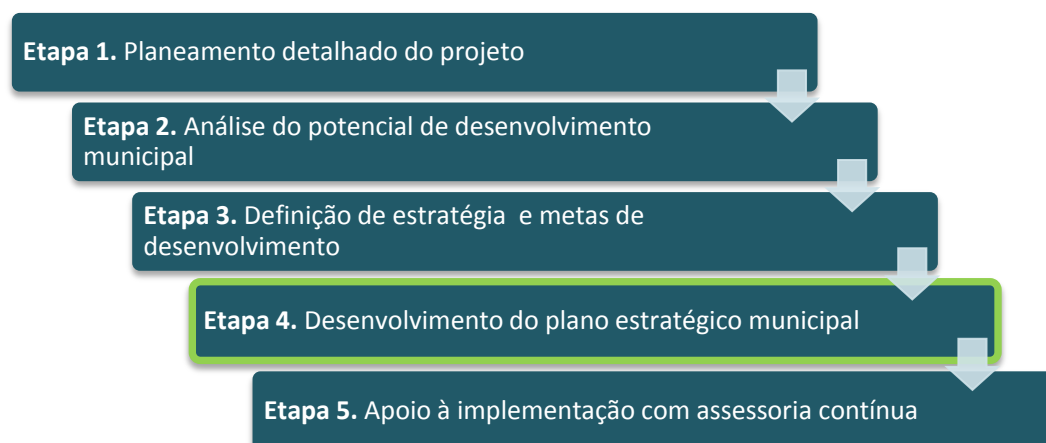 Etapa 1. Planeamento detalhado do projeto
Etapa 2. Análise do potencial de desenvolvimento
municipal
Etapa 3. Definição de estratégia e metas de
desenvolvimento
Etapa 4. Desenvolvimento do plano estratégico municipal
Etapa 5. Apoio à implementação com assessoria contínua